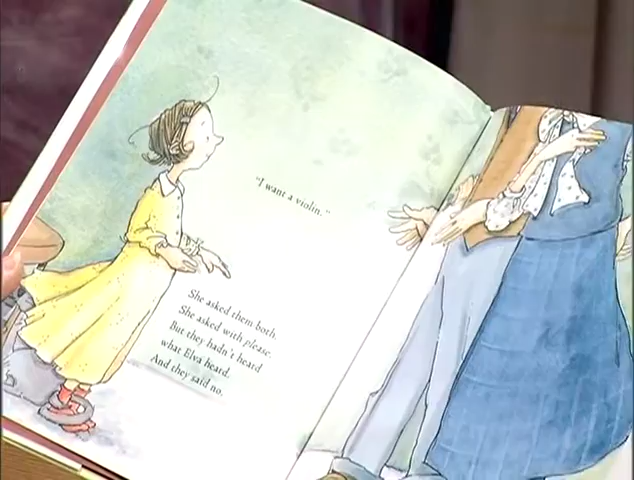 "I want a violin."
She asked them both.
She asked with please.
But they hadn't heard
what Elva heard.
And they said no.